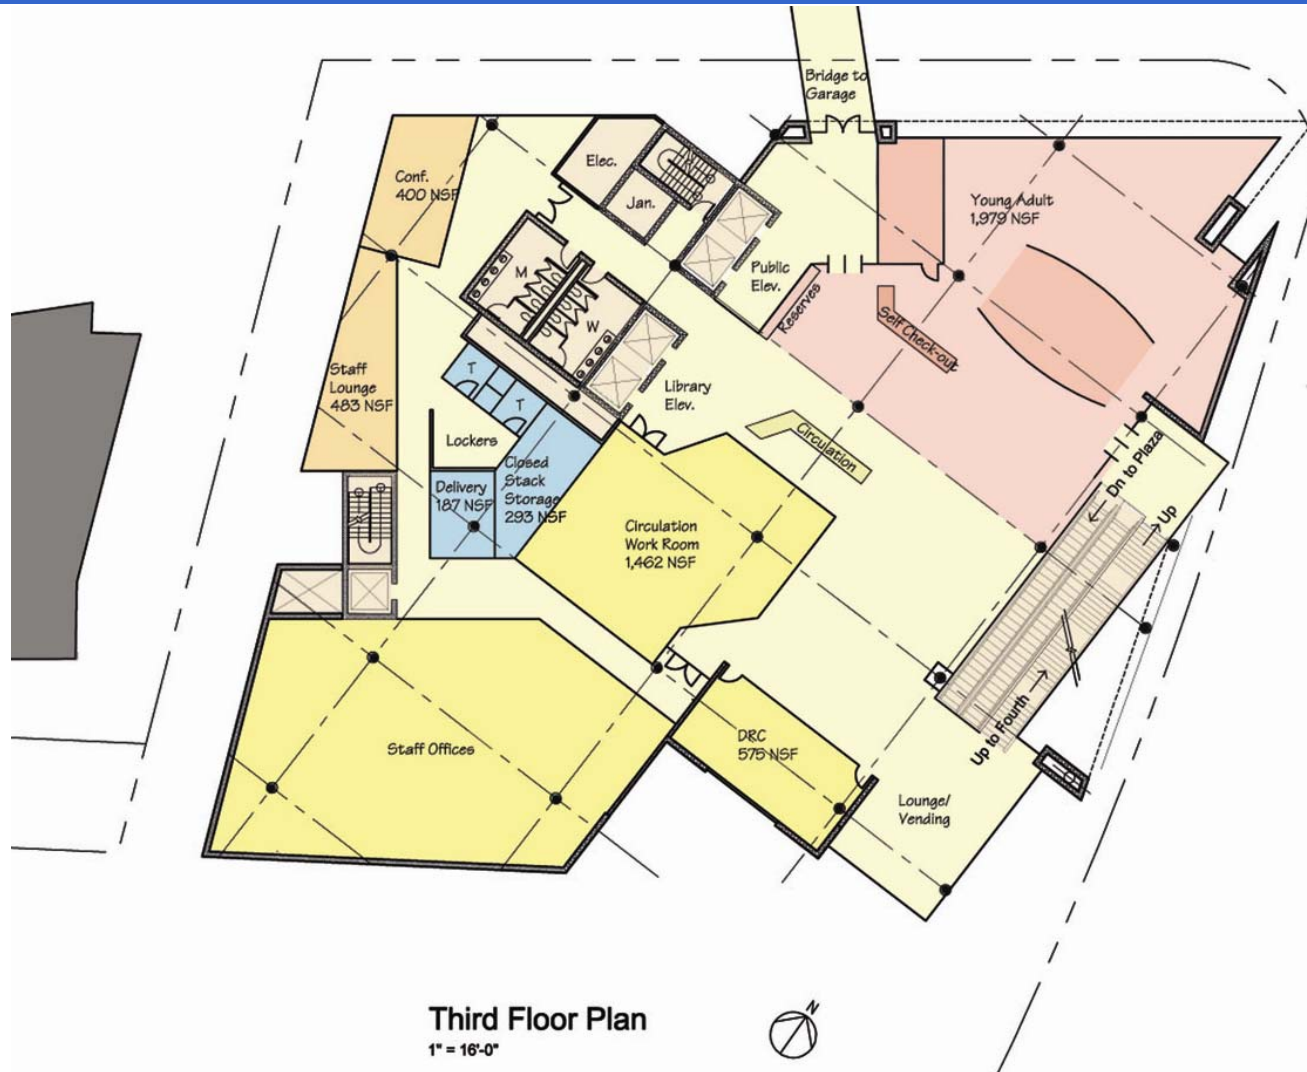 Bridge to
Garage
Elec.
Conf.
400 NSF
Jan.
Young Adult
1,979 NSF
M
Public
Elev.
Reserves
Self Check-out
W
Staff
Lounge
483 NSF
T
T
Library
Elev.
Lockers
Circulation
Closed
Stack
Storage
293 NSF
Delivery
187 NSF
Dn to Plaza
Up
Circulation
Work Room
1,462 NSF
Staff Offices
DRC
575 NSF
Up to Fourth
Lounge/
Vending
Third Floor Plan
1" = 16'-0"
N